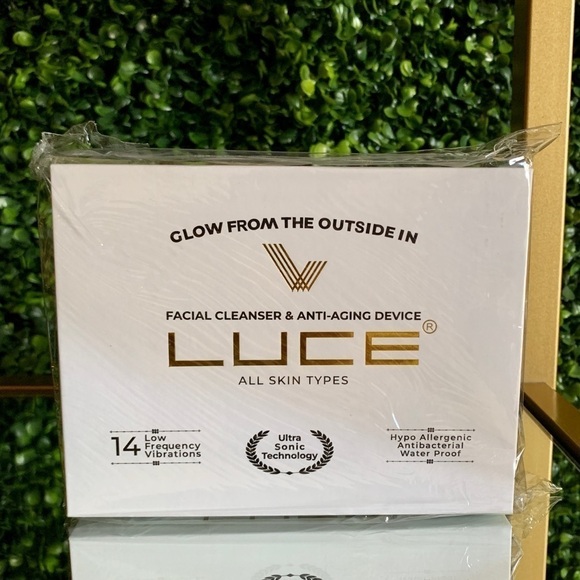 GLOW FROM THE OUTSIDE IN
FACIAL CLEANSER & ANTI-AGING DEVICE
LUCE®
ALL SKIN TYPES
14 Low Frequency Vibrations
Ultra
Sonic
Technology
Hypo Allergenic
Antibacterial
Water Proof